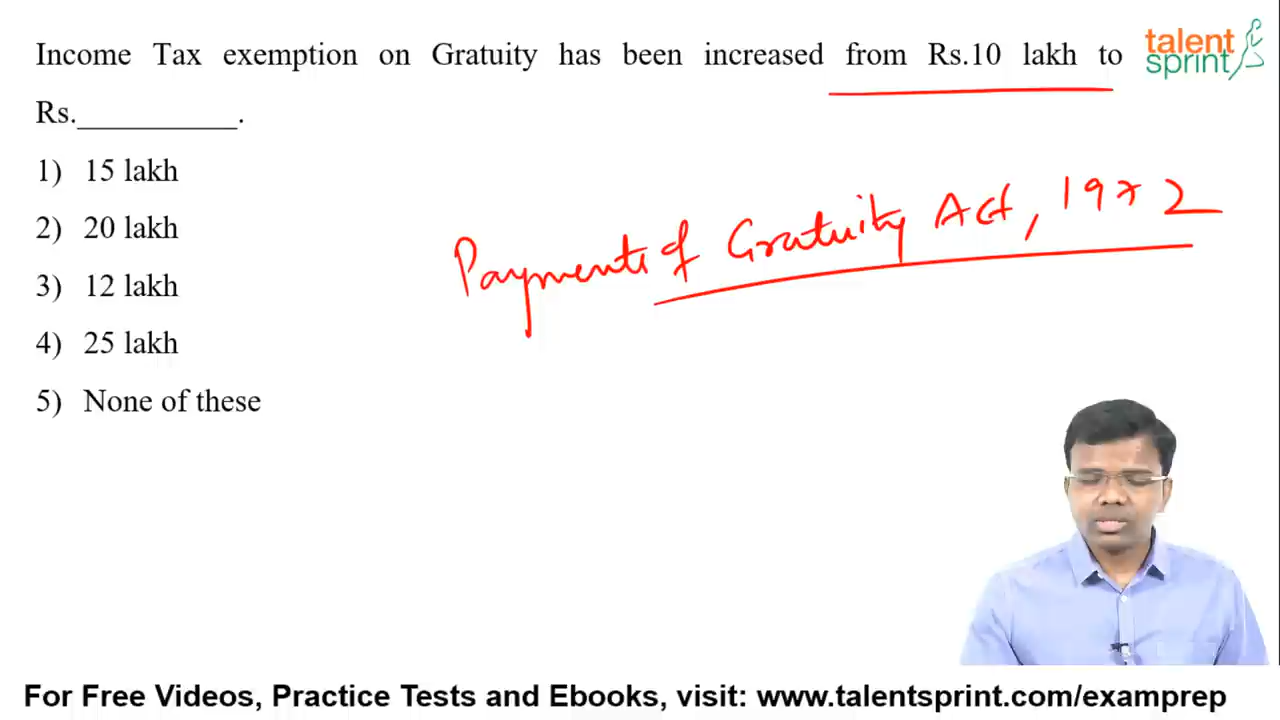 Income Tax exemption on Gratuity has been increased from Rs.10 lakh to
Rs.__________.
talent
sprint
1) 15 lakh
2) 20 lakh
3) 12 lakh
4) 25 lakh
5) None of these
Payments of Gratuity Act, 1972
For Free Videos, Practice Tests and Ebooks, visit: www.talentsprint.com/examprep